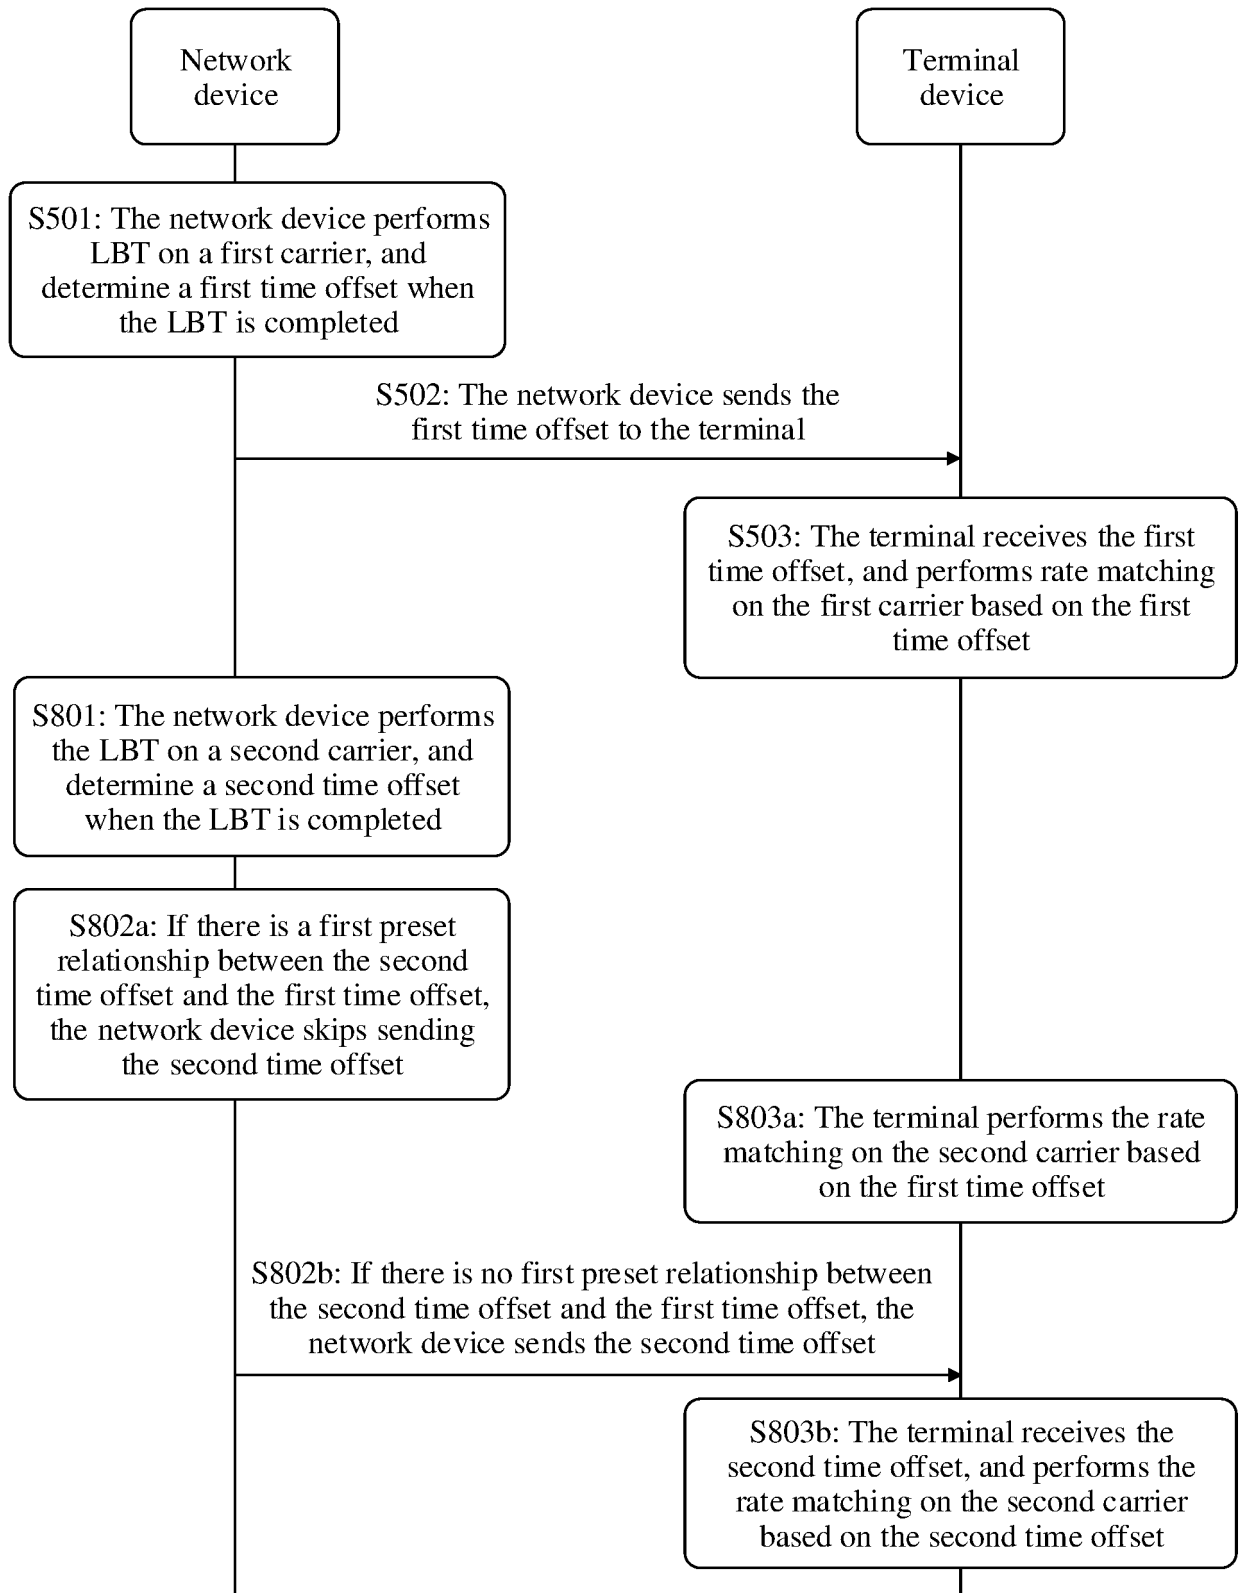 Network
device
Terminal
device
S501: The network device performs
LBT on a first carrier, and
determine a first time offset when
the LBT is completed
S502: The network device sends the
first time offset to the terminal
S503: The terminal receives the first
time offset, and performs rate matching
on the first carrier based on the first
time offset
S801: The network device performs
the LBT on a second carrier, and
determine a second time offset
when the LBT is completed
S802a: If there is a first preset
relationship between the second
time offset and the first time offset,
the network device skips sending
the second time offset
S803a: The terminal performs the rate
matching on the second carrier based
on the first time offset
S802b: If there is no first preset relationship between
the second time offset and the first time offset, the
network device sends the second time offset
S803b: The terminal receives the
second time offset, and performs the
rate matching on the second carrier
based on the second time offset